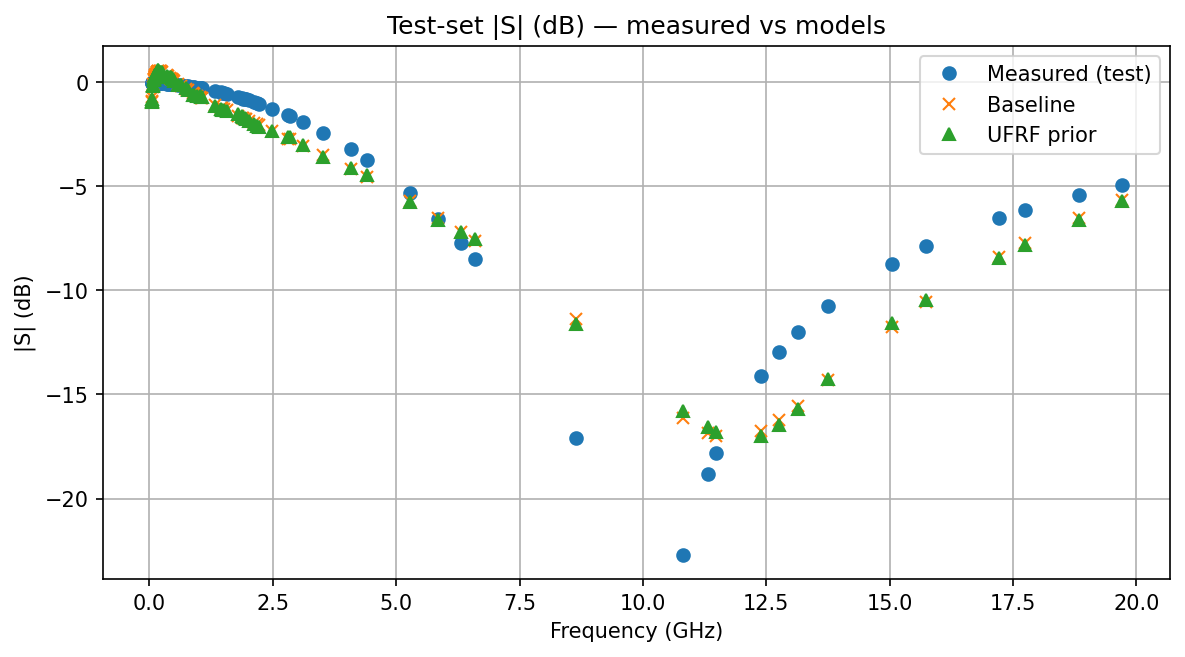 Test-set |S| (dB) — measured vs models
Measured (test)
Baseline
UFRF prior
|S| (dB)
0
−5
−10
−15
−20
0.0 2.5 5.0 7.5 10.0 12.5 15.0 17.5 20.0
Frequency (GHz)